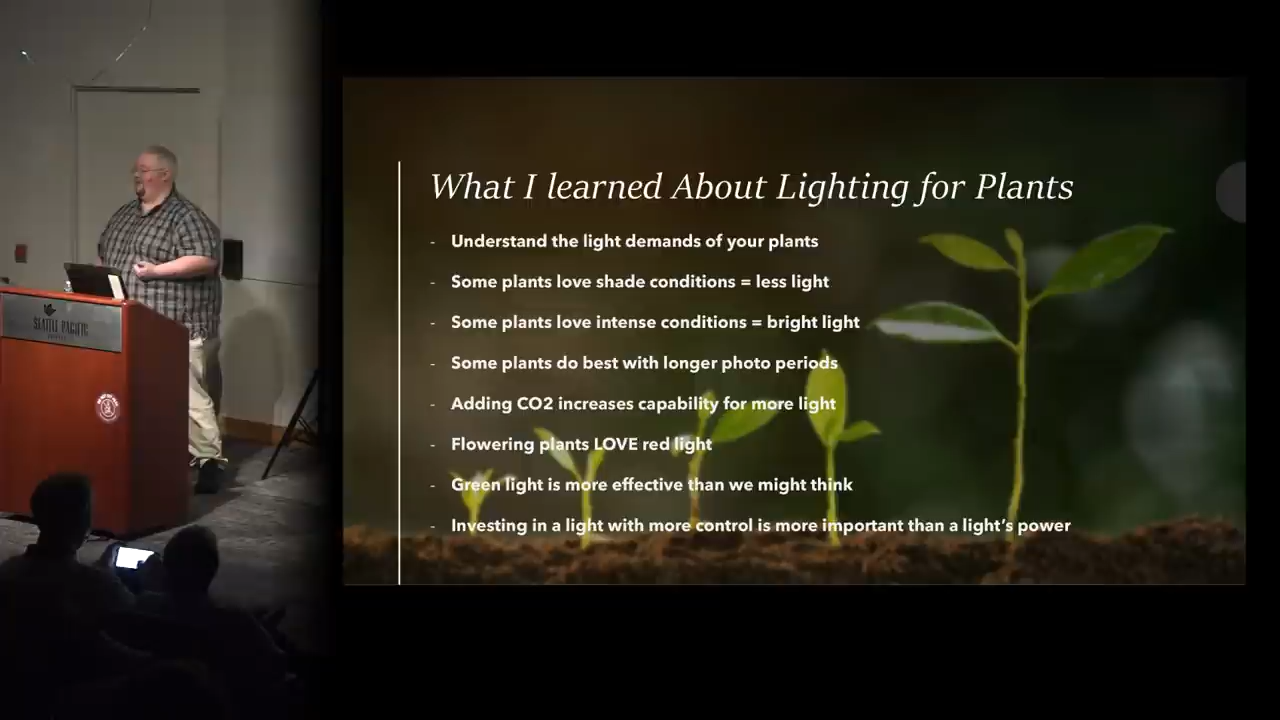 What I learned About Lighting for Plants
- Understand the light demands of your plants
- Some plants love shade conditions = less light
- Some plants love intense conditions = bright light
- Some plants do best with longer photo periods
- Adding CO2 increases capability for more light
- Flowering plants LOVE red light
- Green light is more effective than we might think
- Investing in a light with more control is more important than a light's power
SEATTLE PACIFIC